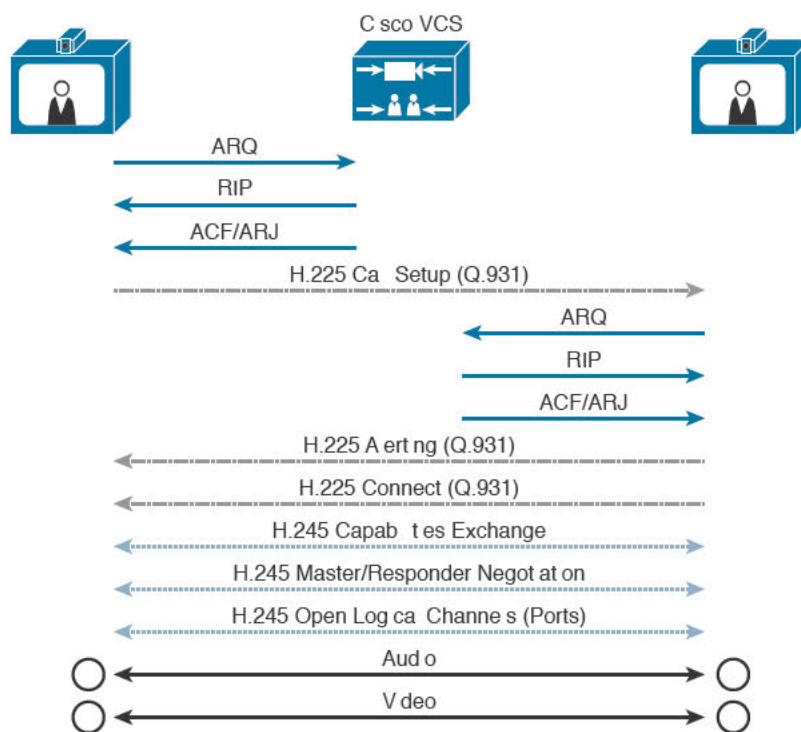 C sco VCS
ARQ
RIP
ACF/ARJ
H.225 Ca Setup (Q.931)
ARQ
RIP
ACF/ARJ
H.225 A ert ng (Q.931)
H.225 Connect (Q.931)
H.245 Capab t es Exchange
H.245 Master/Responder Negot at on
H.245 Open Log ca Channe s (Ports)
Aud o
V deo